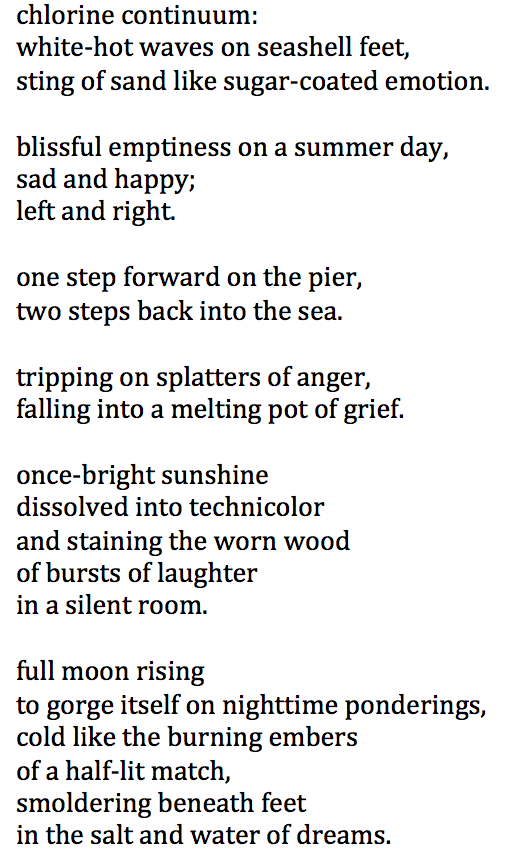 chlorine continuum:
white-hot waves on seashell feet,
sting of sand like sugar-coated emotion.
blissful emptiness on a summer day,
sad and happy;
left and right.
one step forward on the pier,
two steps back into the sea.
tripping on splatters of anger,
falling into a melting pot of grief.
once-bright sunshine
dissolved into technicolor
and staining the worn wood
of bursts of laughter
in a silent room.
full moon rising
to gorge itself on nighttime ponderings,
cold like the burning embers
of a half-lit match,
smoldering beneath feet
in the salt and water of dreams.